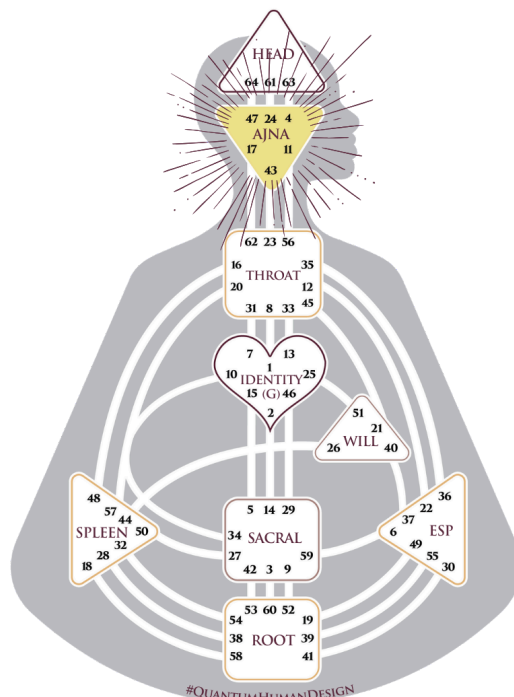 HEAD
64 61 63
47 24 4
AJNA
17 11
43
62 23 56
16 35
THROAT
20 12
45
31 8 33
7 13
1
10 IDENTITY 25
15 (G) 46
2
51
21
WILL
26 40
48
57
44
SPLEEN 50
32
28
18
5 14 29
34 SACRAL
27 59
42 3 9
36
22
37
6 ESP
49
55
30
53 60 52
54 19
38 ROOT 39
58 41
#QUANTUMHUMANDESIGN